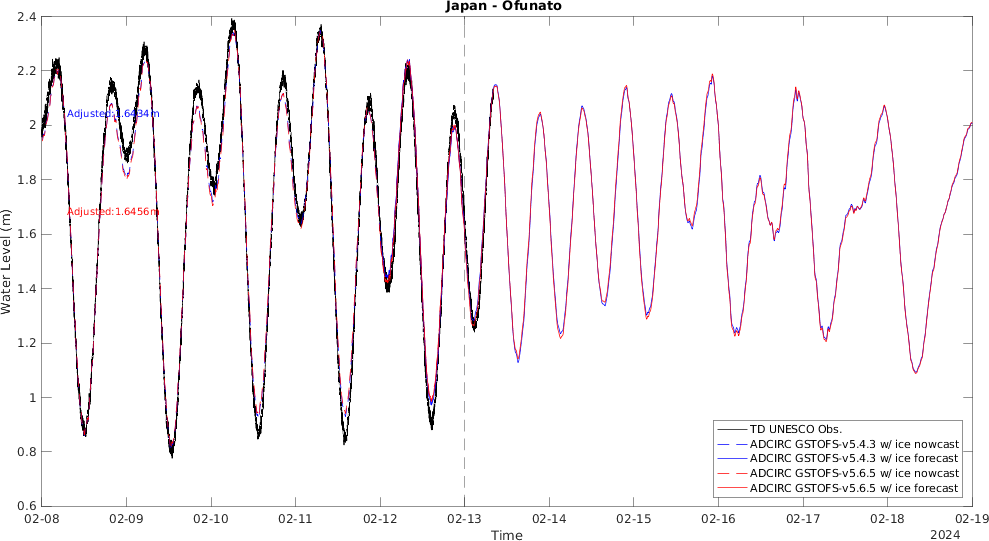 Japan - Ofunato
2.4
2.2
2
1.8
1.6
1.4
1.2
1
0.8
0.6
Water Level (m)
Adjusted:1.6434m
Adjusted:1.6456m
TD UNESCO Obs.
ADCIRC GSTOFS-v5.4.3 w/ ice nowcast
ADCIRC GSTOFS-v5.4.3 w/ ice forecast
ADCIRC GSTOFS-v5.6.5 w/ ice nowcast
ADCIRC GSTOFS-v5.6.5 w/ ice forecast
02-08 02-09 02-10 02-11 02-12 02-13 02-14 02-15 02-16 02-17 02-18 02-19
Time
2024